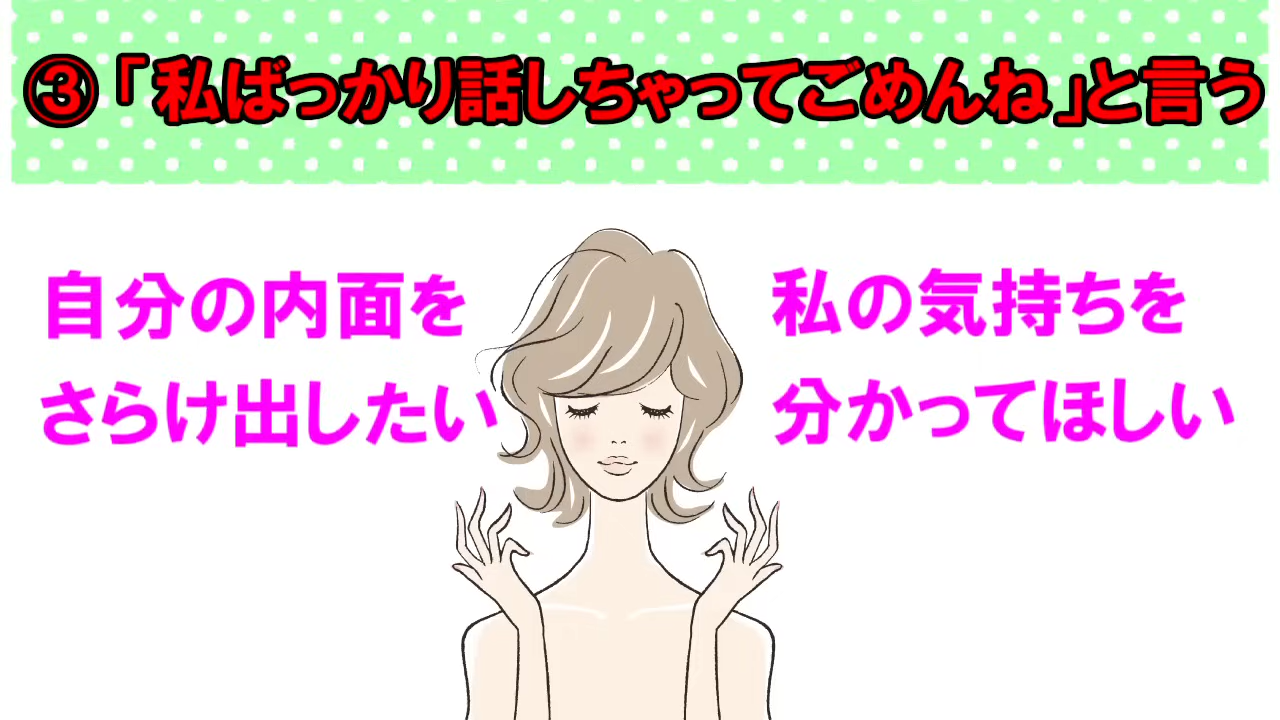 ③「私ばっかり話しちゃってごめんね」と言う
自分の内面を
さらけ出したい
私の気持ちを
分かってほしい